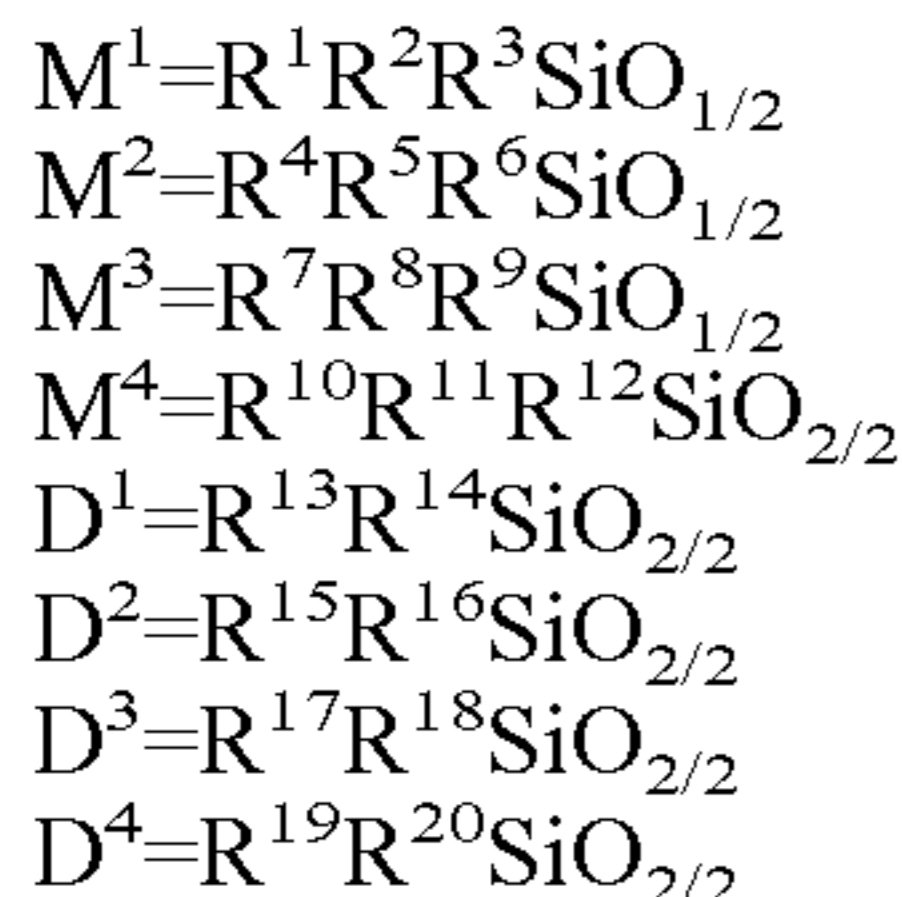 M¹=R¹R²R³SiO₁/₂
M²=R⁴R⁵R⁶SiO₁/₂
M³=R⁷R⁸R⁹SiO₁/₂
M⁴=R¹⁰R¹¹R¹²SiO₂/₂
D¹=R¹³R¹⁴SiO₂/₂
D²=R¹⁵R¹⁶SiO₂/₂
D³=R¹⁷R¹⁸SiO₂/₂
D⁴=R¹⁹R²⁰SiO₂/₂